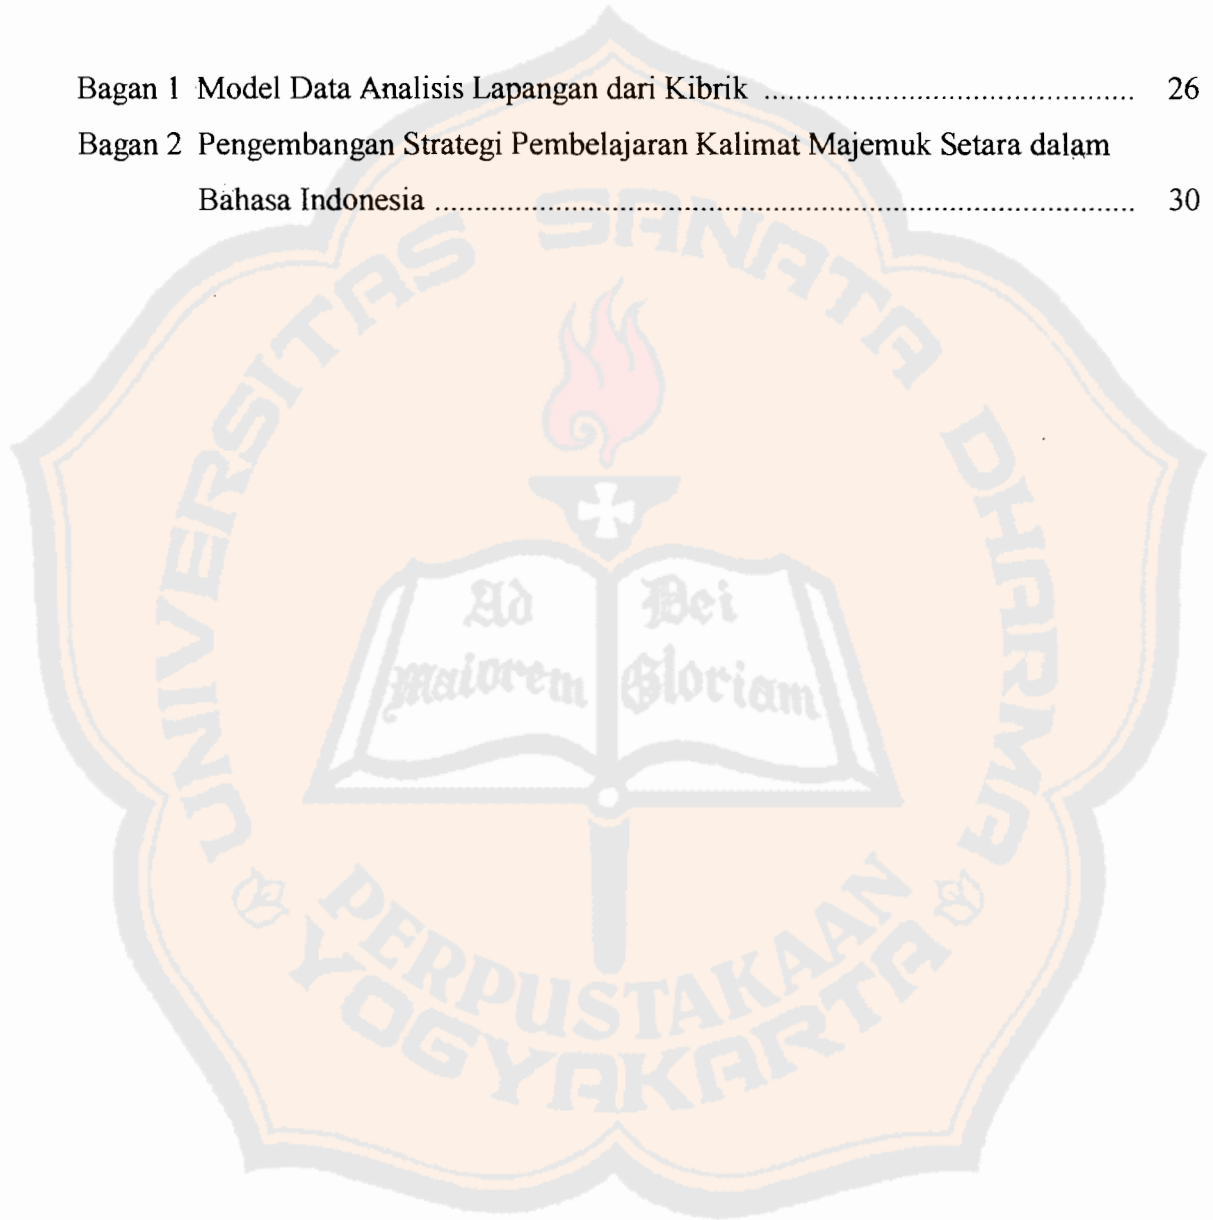 Bagan 1 Model Data Analisis Lapangan dari Kibrik ............................................ 26
Bagan 2 Pengembangan Strategi Pembelajaran Kalimat Majemuk Setara dalam
Bahasa Indonesia .................................................................................... 30
UNIVERSITAS SANATA DHARMA
Ad Dei
maiorem Gloriam
PERPUSTAKAAN
YOGYAKARTA